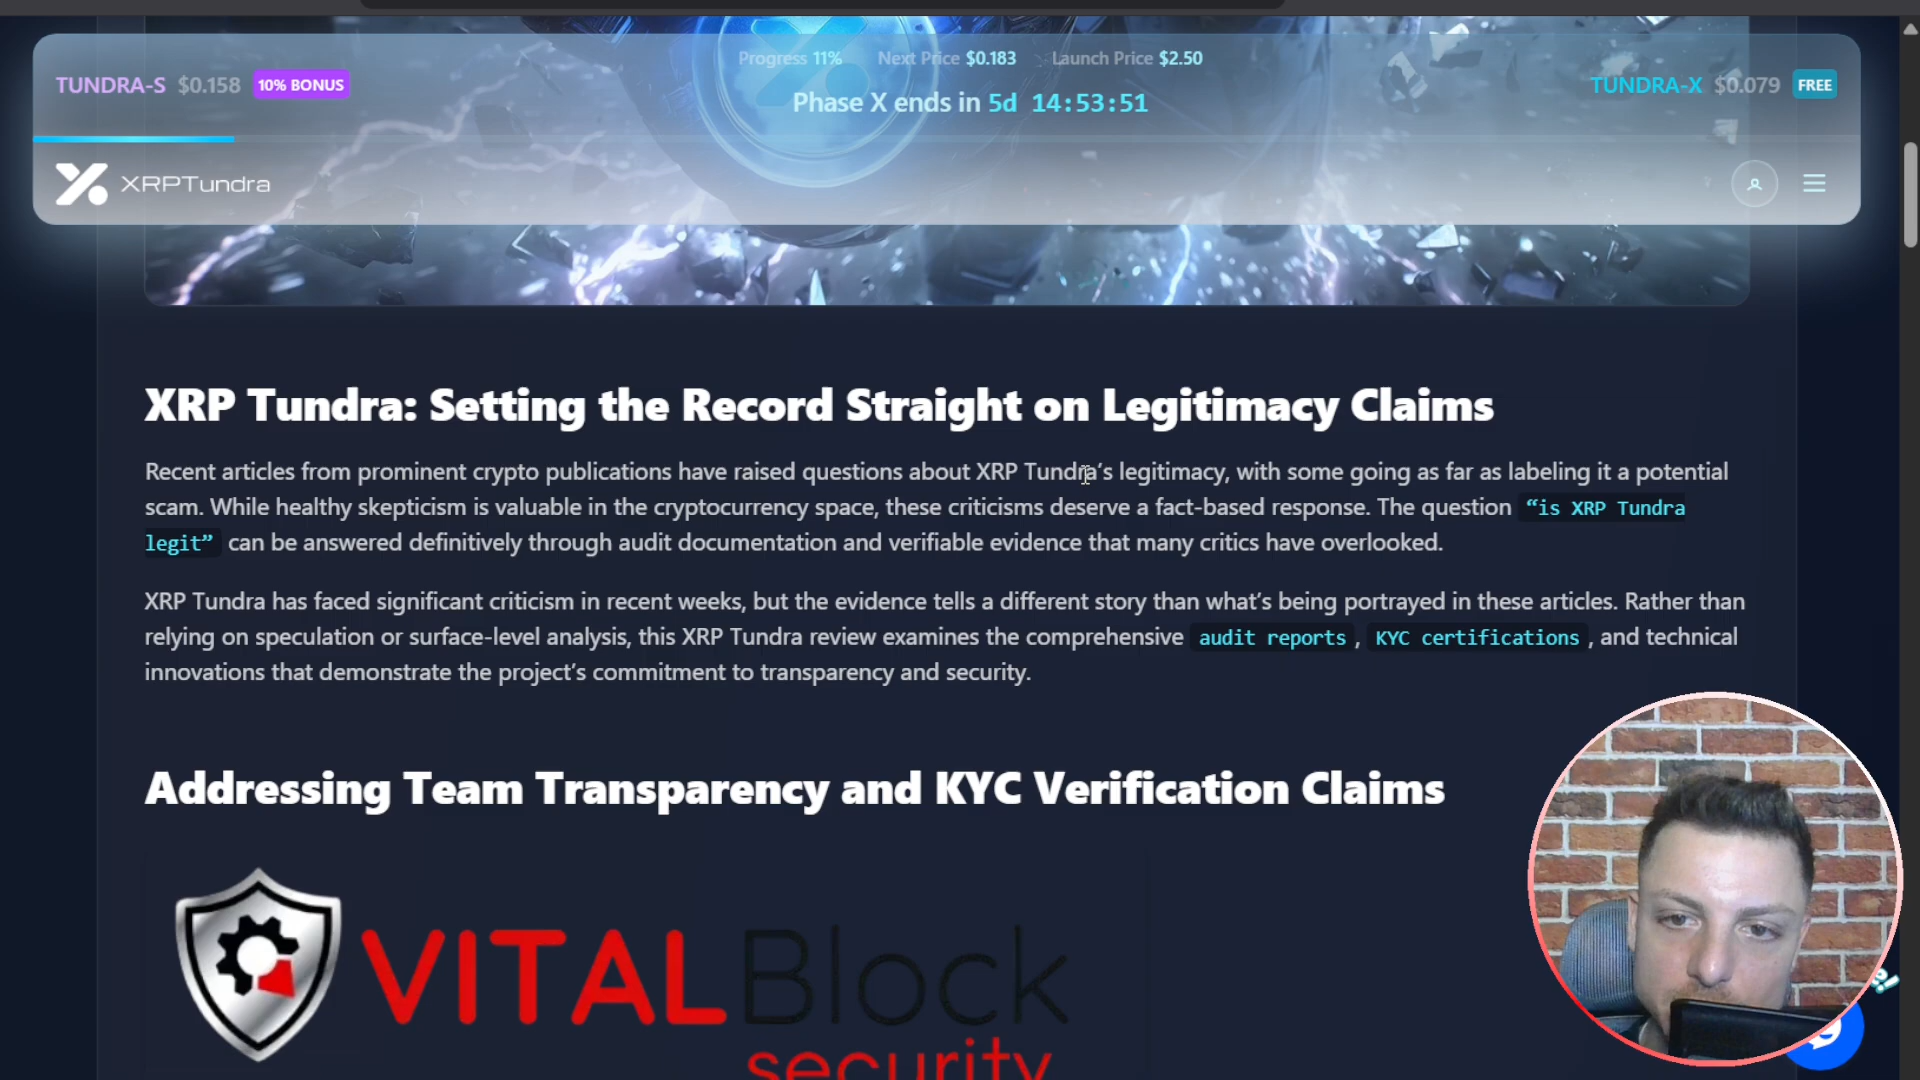 Progress 11% Next Price $0.183 Launch Price $2.50
TUNDRA-S $0.158 10% BONUS
Phase X ends in 5d 14:53:51
TUNDRA-X $0.079 FREE
XRPTundra
XRP Tundra: Setting the Record Straight on Legitimacy Claims
Recent articles from prominent crypto publications have raised questions about XRP Tundra’s legitimacy, with some going as far as labeling it a potential
scam. While healthy skepticism is valuable in the cryptocurrency space, these criticisms deserve a fact-based response. The question “is XRP Tundra
legit” can be answered definitively through audit documentation and verifiable evidence that many critics have overlooked.
XRP Tundra has faced significant criticism in recent weeks, but the evidence tells a different story than what’s being portrayed in these articles. Rather than
relying on speculation or surface-level analysis, this XRP Tundra review examines the comprehensive audit reports, KYC certifications, and technical
innovations that demonstrate the project’s commitment to transparency and security.
Addressing Team Transparency and KYC Verification Claims
VITALBlock
security